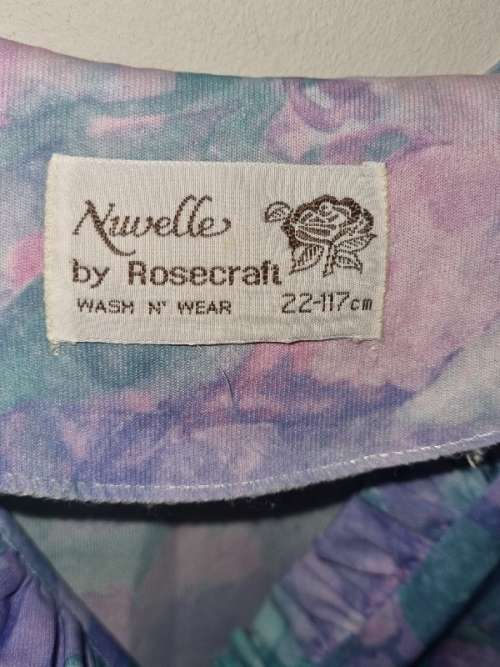 Nuvelle
by Rosecraft
WASH N' WEAR 22-117cm